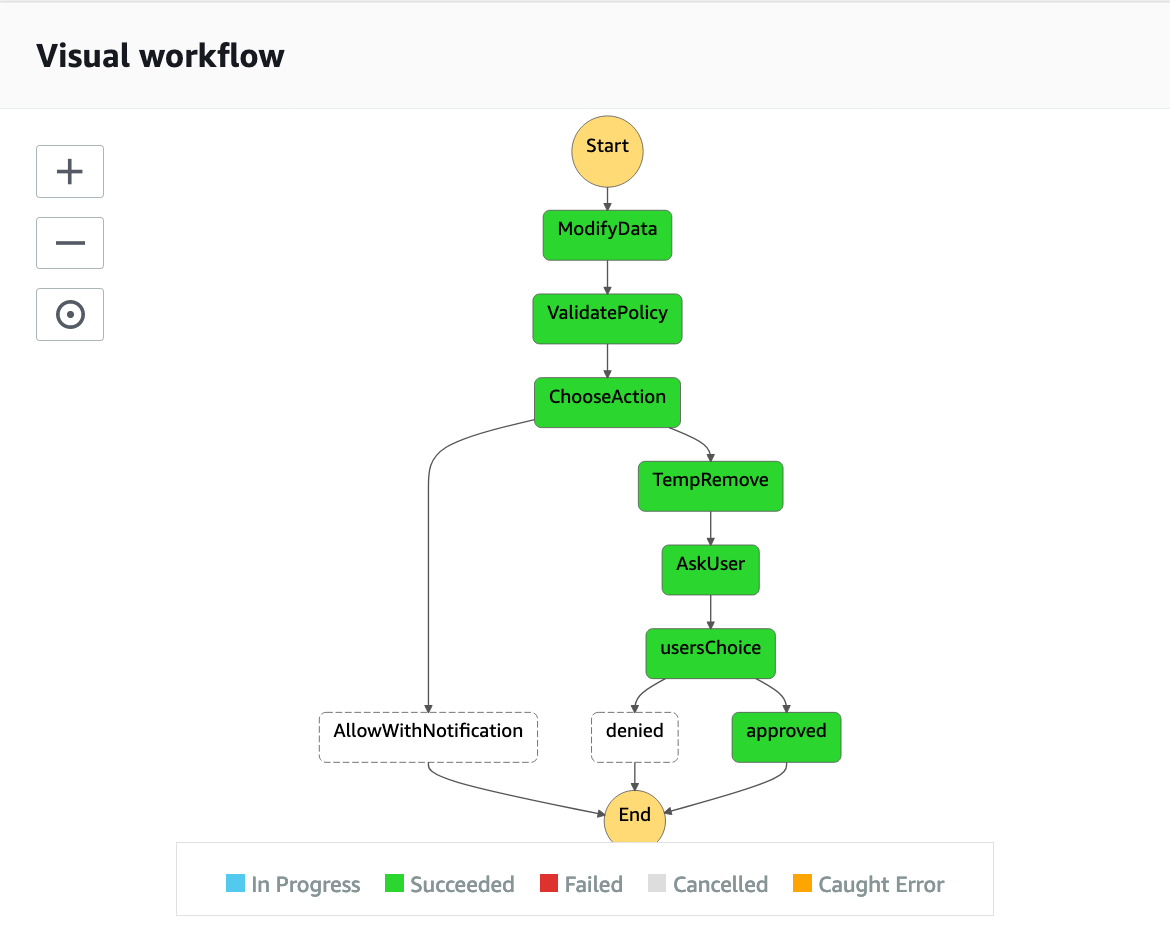 Visual workflow
Start
ModifyData
ValidatePolicy
ChooseAction
TempRemove
AskUser
usersChoice
AllowWithNotification
denied
approved
End
In Progress
Succeeded
Failed
Cancelled
Caught Error